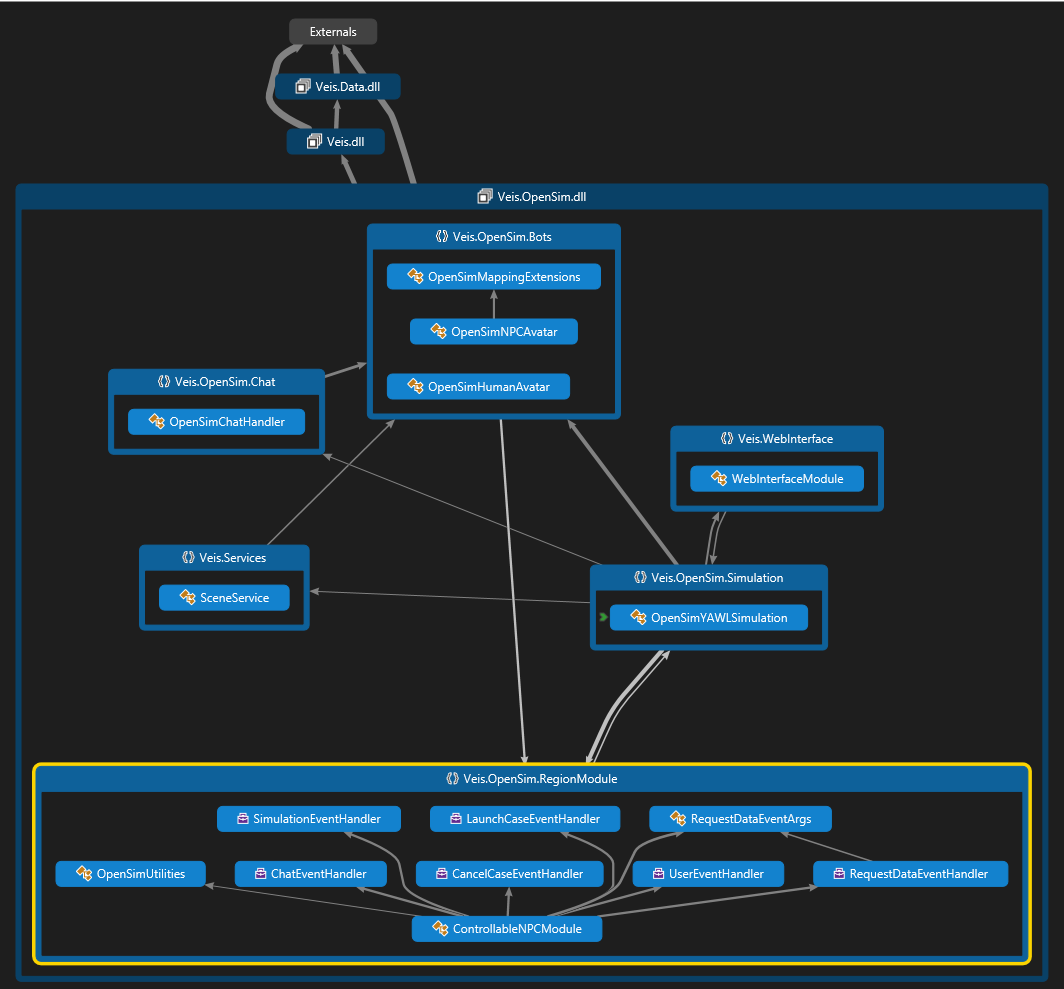 Externals
Veis.Data.dll
Veis.dll
Veis.OpenSim.dll
Veis.OpenSim.Bots
OpenSimMappingExtensions
OpenSimNPCAvatar
OpenSimHumanAvatar
Veis.OpenSim.Chat
OpenSimChatHandler
Veis.WebInterface
WebInterfaceModule
Veis.Services
SceneService
Veis.OpenSim.Simulation
OpenSimYAWLSimulation
Veis.OpenSim.RegionModule
SimulationEventHandler
LaunchCaseEventHandler
RequestDataEventArgs
OpenSimUtilities
ChatEventHandler
CancelCaseEventHandler
UserEventHandler
RequestDataEventHandler
ControllableNPCModule